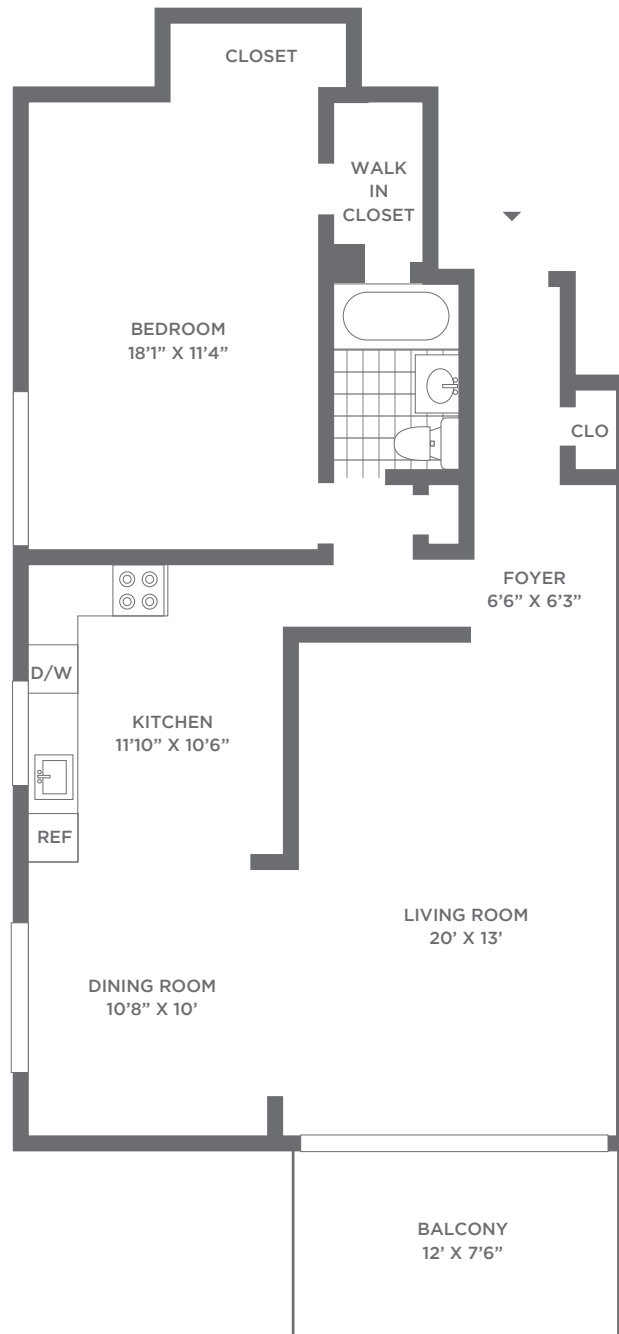 CLOSET
WALK
IN
CLOSET
BEDROOM
18'1” X 11'4”
CLO
FOYER
6'6” X 6'3”
D/W
KITCHEN
11'10” X 10'6”
REF
LIVING ROOM
20' X 13'
DINING ROOM
10'8” X 10'
BALCONY
12' X 7'6”